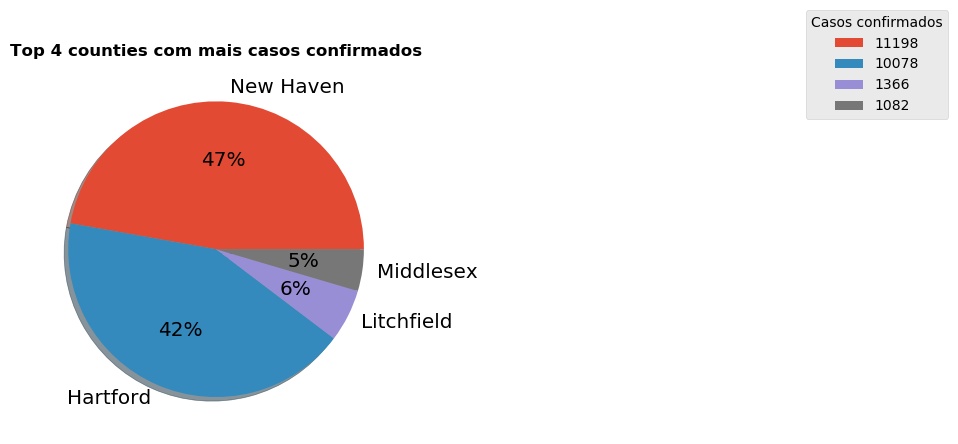 Casos confirmados
11198
10078
1366
1082
Top 4 counties com mais casos confirmados
New Haven
47%
5%
Middlesex
6%
Litchfield
42%
Hartford